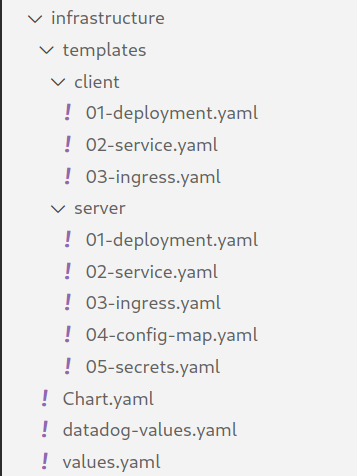 infrastructure
templates
client
! 01-deployment.yaml
! 02-service.yaml
! 03-ingress.yaml
server
! 01-deployment.yaml
! 02-service.yaml
! 03-ingress.yaml
! 04-config-map.yaml
! 05-secrets.yaml
! Chart.yaml
! datadog-values.yaml
! values.yaml